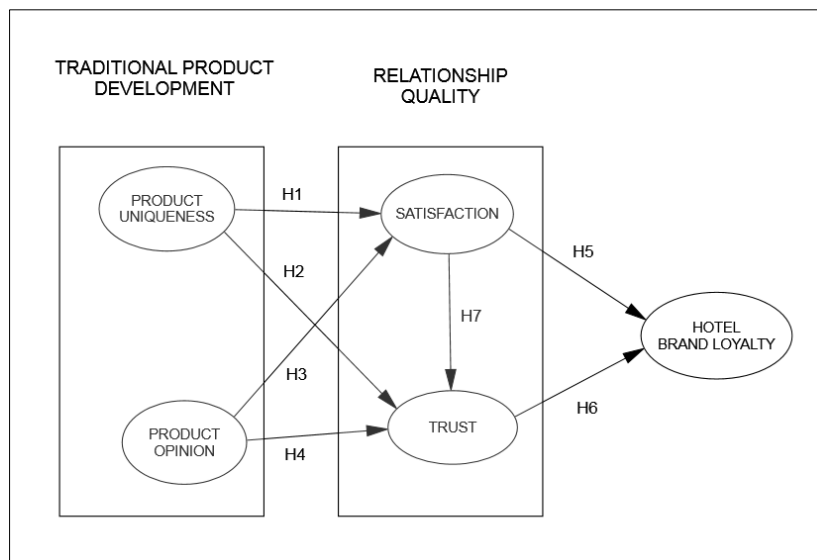 TRADITIONAL PRODUCT
DEVELOPMENT
RELATIONSHIP
QUALITY
PRODUCT
UNIQUENESS
H1
SATISFACTION
H2
H5
H7
HOTEL
BRAND LOYALTY
H3
H6
PRODUCT
OPINION
H4
TRUST